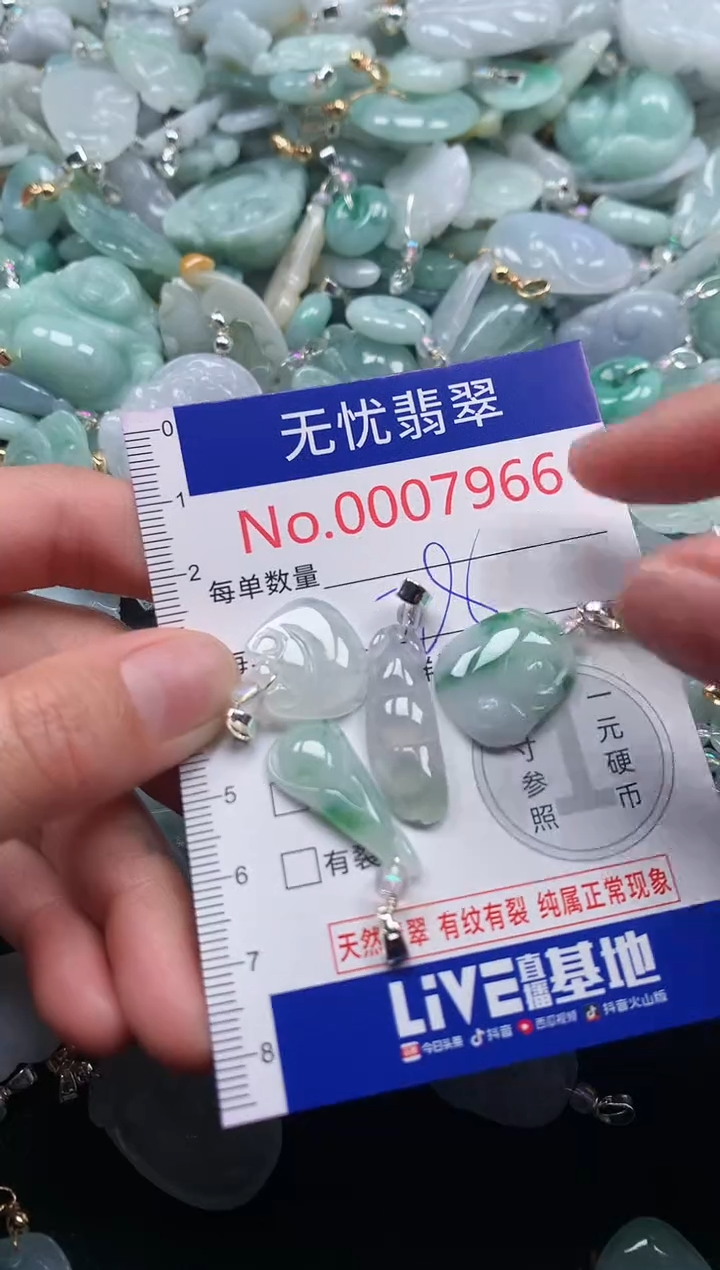 无忧翡翠
No.0007966
0
1
2
每单数量
一元硬币
寸参照
5
6
有裂
天然 翠 有纹有裂 纯属正常现象
7
LiVE直播基地
今日头条 抖音 西瓜视频 抖音火山版
8